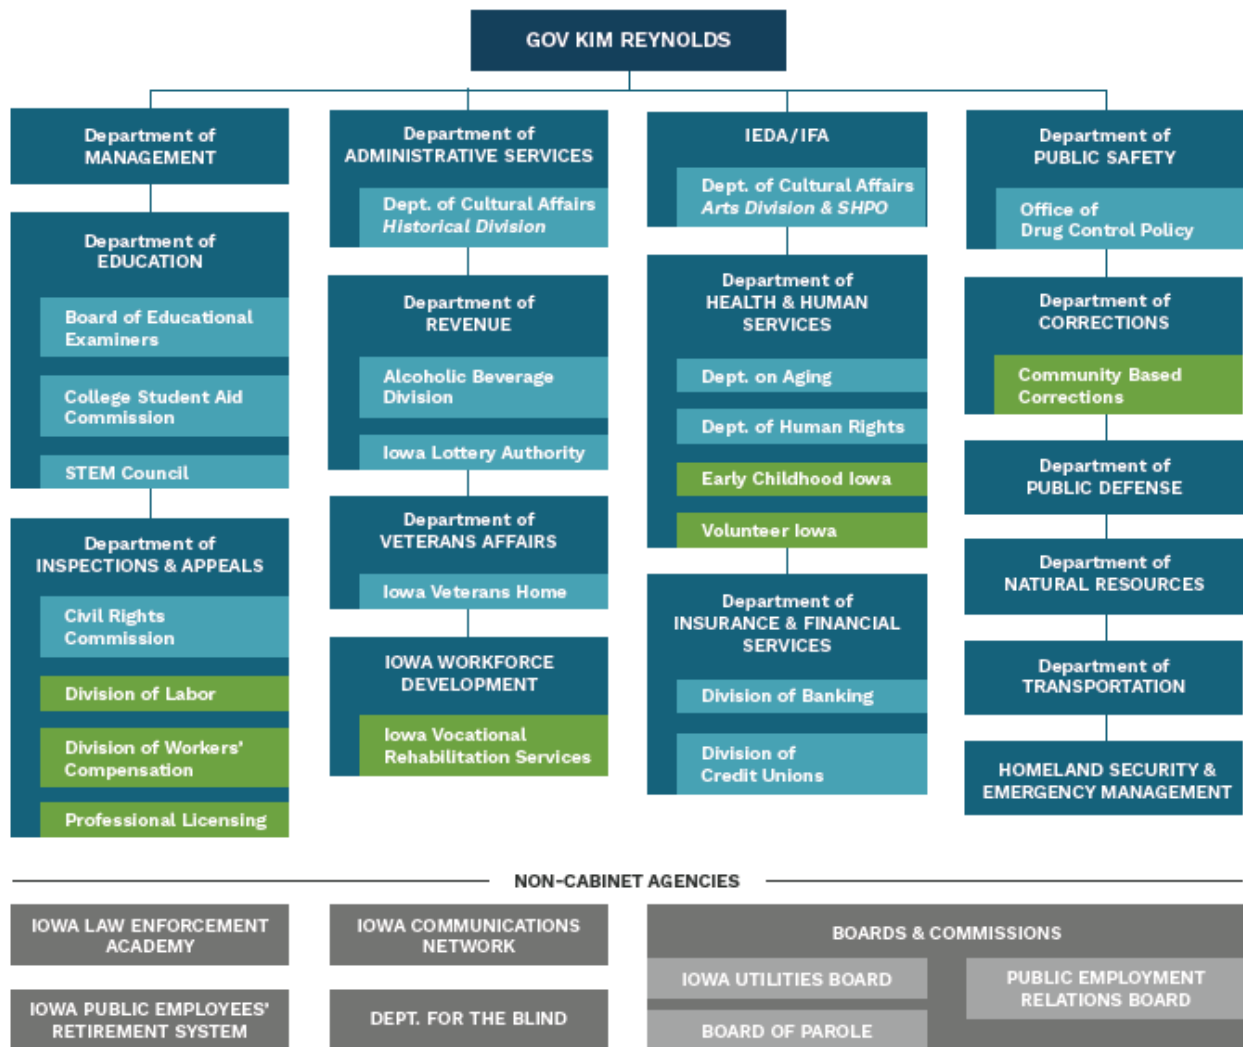 GOV KIM REYNOLDS
Department of
MANAGEMENT
Department of
EDUCATION
Board of Educational
Examiners
College Student Aid
Commission
STEM Council
Department of
INSPECTIONS & APPEALS
Civil Rights
Commission
Division of Labor
Division of Workers’
Compensation
Professional Licensing
Department of
ADMINISTRATIVE SERVICES
Dept. of Cultural Affairs
Historical Division
Department of
REVENUE
Alcoholic Beverage
Division
Iowa Lottery Authority
Department of
VETERANS AFFAIRS
Iowa Veterans Home
IOWA WORKFORCE
DEVELOPMENT
Iowa Vocational
Rehabilitation Services
IEDA/IFA
Dept. of Cultural Affairs
Arts Division & SHPO
Department of
HEALTH & HUMAN
SERVICES
Dept. on Aging
Dept. of Human Rights
Early Childhood Iowa
Volunteer Iowa
Department of
INSURANCE & FINANCIAL
SERVICES
Division of Banking
Division of
Credit Unions
Department of
PUBLIC SAFETY
Office of
Drug Control Policy
Department of
CORRECTIONS
Community Based
Corrections
Department of
PUBLIC DEFENSE
Department of
NATURAL RESOURCES
Department of
TRANSPORTATION
HOMELAND SECURITY &
EMERGENCY MANAGEMENT
NON-CABINET AGENCIES
IOWA LAW ENFORCEMENT
ACADEMY
IOWA PUBLIC EMPLOYEES’
RETIREMENT SYSTEM
IOWA COMMUNICATIONS
NETWORK
DEPT. FOR THE BLIND
BOARDS & COMMISSIONS
IOWA UTILITIES BOARD
BOARD OF PAROLE
PUBLIC EMPLOYMENT
RELATIONS BOARD